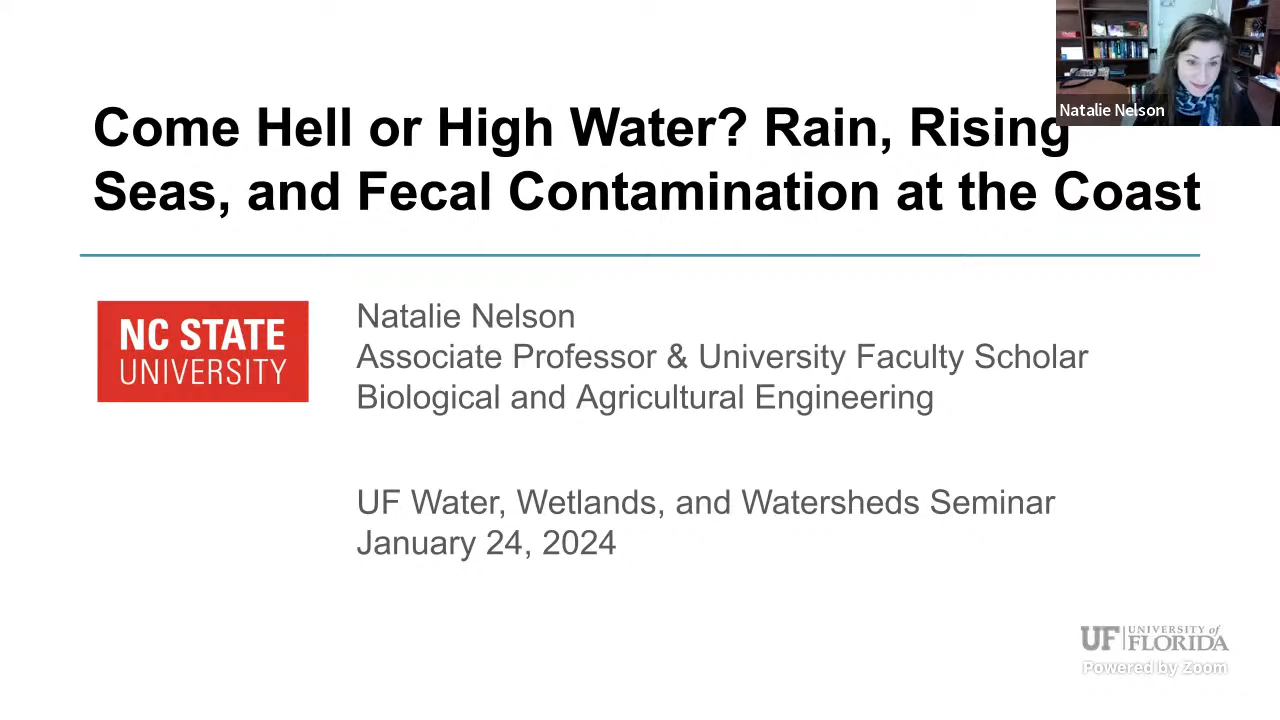 Natalie Nelson
Come Hell or High Water? Rain, Rising
Seas, and Fecal Contamination at the Coast
NC STATE
UNIVERSITY
Natalie Nelson
Associate Professor & University Faculty Scholar
Biological and Agricultural Engineering
UF Water, Wetlands, and Watersheds Seminar
January 24, 2024
UF UNIVERSITY of
FLORIDA
Powered by Zoom